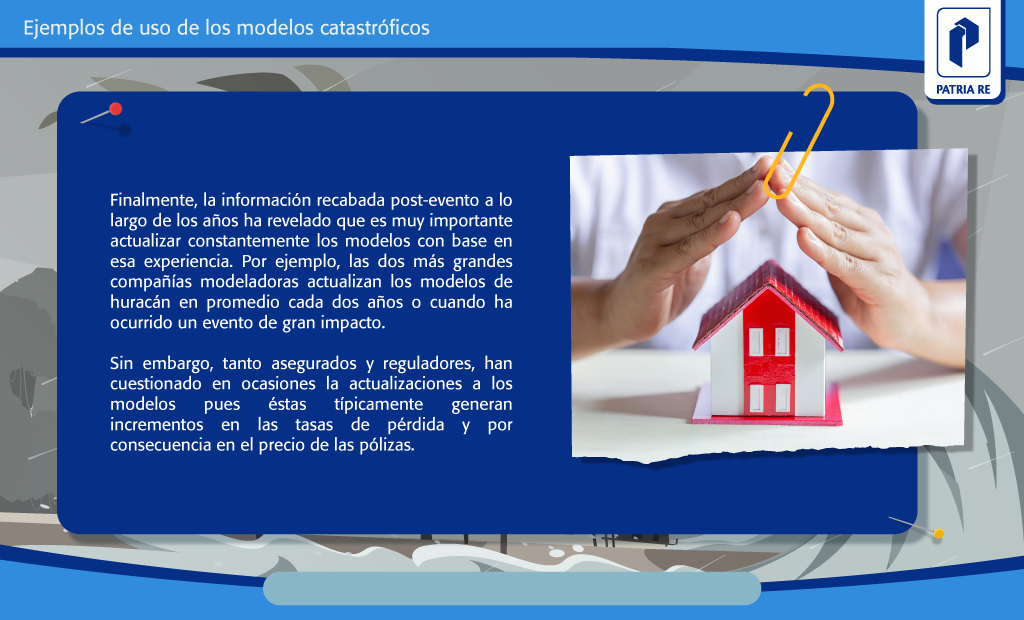 Ejemplos de uso de los modelos catastróficos
PATRIA RE
Finalmente, la información recabada post-evento a lo
largo de los años ha revelado que es muy importante
actualizar constantemente los modelos con base en
esa experiencia. Por ejemplo, las dos más grandes
compañías modeladoras actualizan los modelos de
huracán en promedio cada dos años o cuando ha
ocurrido un evento de gran impacto.
Sin embargo, tanto asegurados y reguladores, han
cuestionado en ocasiones la actualizaciones a los
modelos pues éstas típicamente generan
incrementos en las tasas de pérdida y por
consecuencia en el precio de las pólizas.